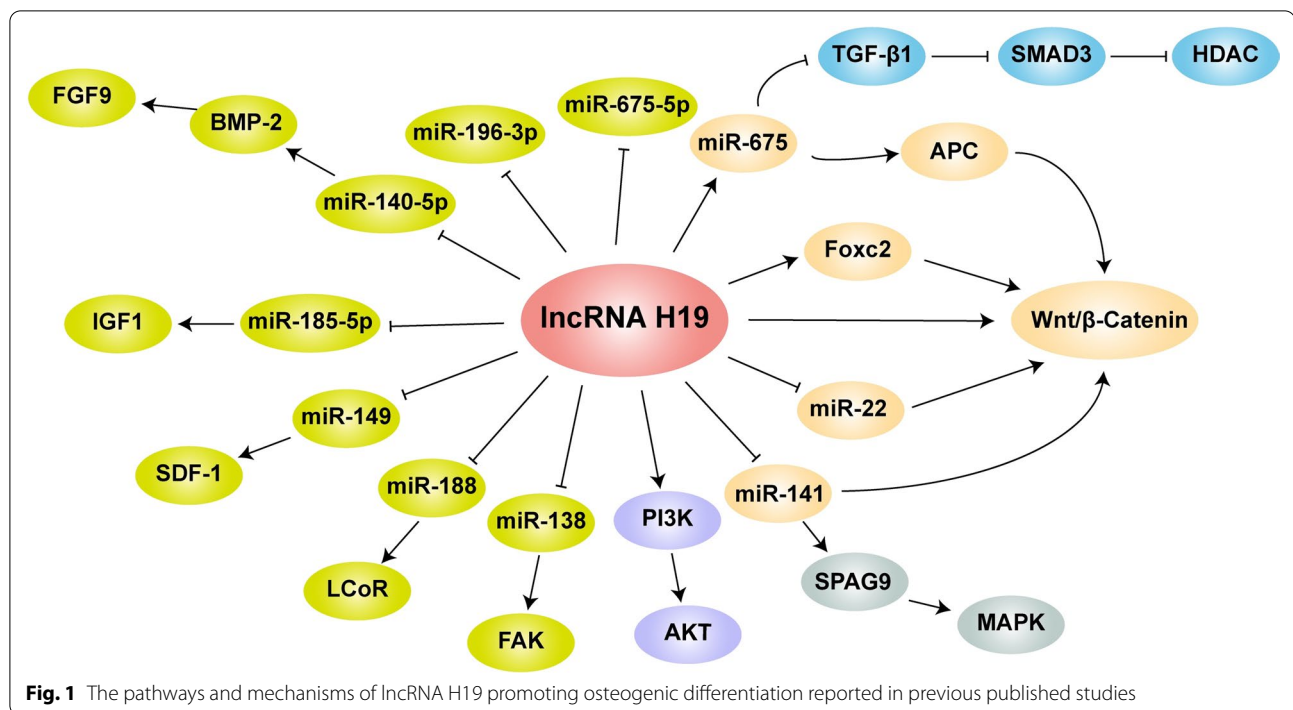 TGF-β1
SMAD3
HDAC
FGF9
BMP-2
miR-196-3p
miR-675-5p
miR-675
APC
miR-140-5p
Foxc2
IGF1
miR-185-5p
lncRNA H19
Wnt/β-Catenin
miR-149
miR-22
SDF-1
miR-188
miR-138
PI3K
miR-141
LCoR
FAK
AKT
SPAG9
MAPK
Fig. 1 The pathways and mechanisms of lncRNA H19 promoting osteogenic differentiation reported in previous published studies